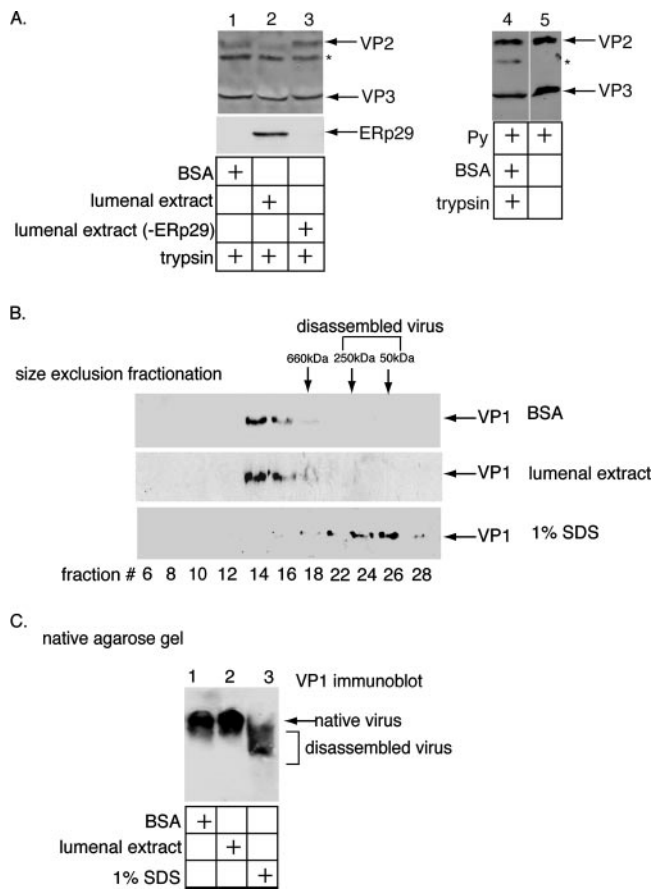 A.
1 2 3
VP2
*
VP3
ERp29
BSA +
lumenal extract +
lumenal extract (-ERp29) +
trypsin + + +
4 5
VP2
*
VP3
Py + +
BSA +
trypsin +
B.
disassembled virus
size exclusion fractionation
660kDa 250kDa 50kDa
VP1 BSA
VP1 lumenal extract
VP1 1% SDS
fraction # 6 8 10 12 14 16 18 22 24 26 28
C.
native agarose gel
1 2 3 VP1 immunoblot
native virus
disassembled virus
BSA +
lumenal extract +
1% SDS +